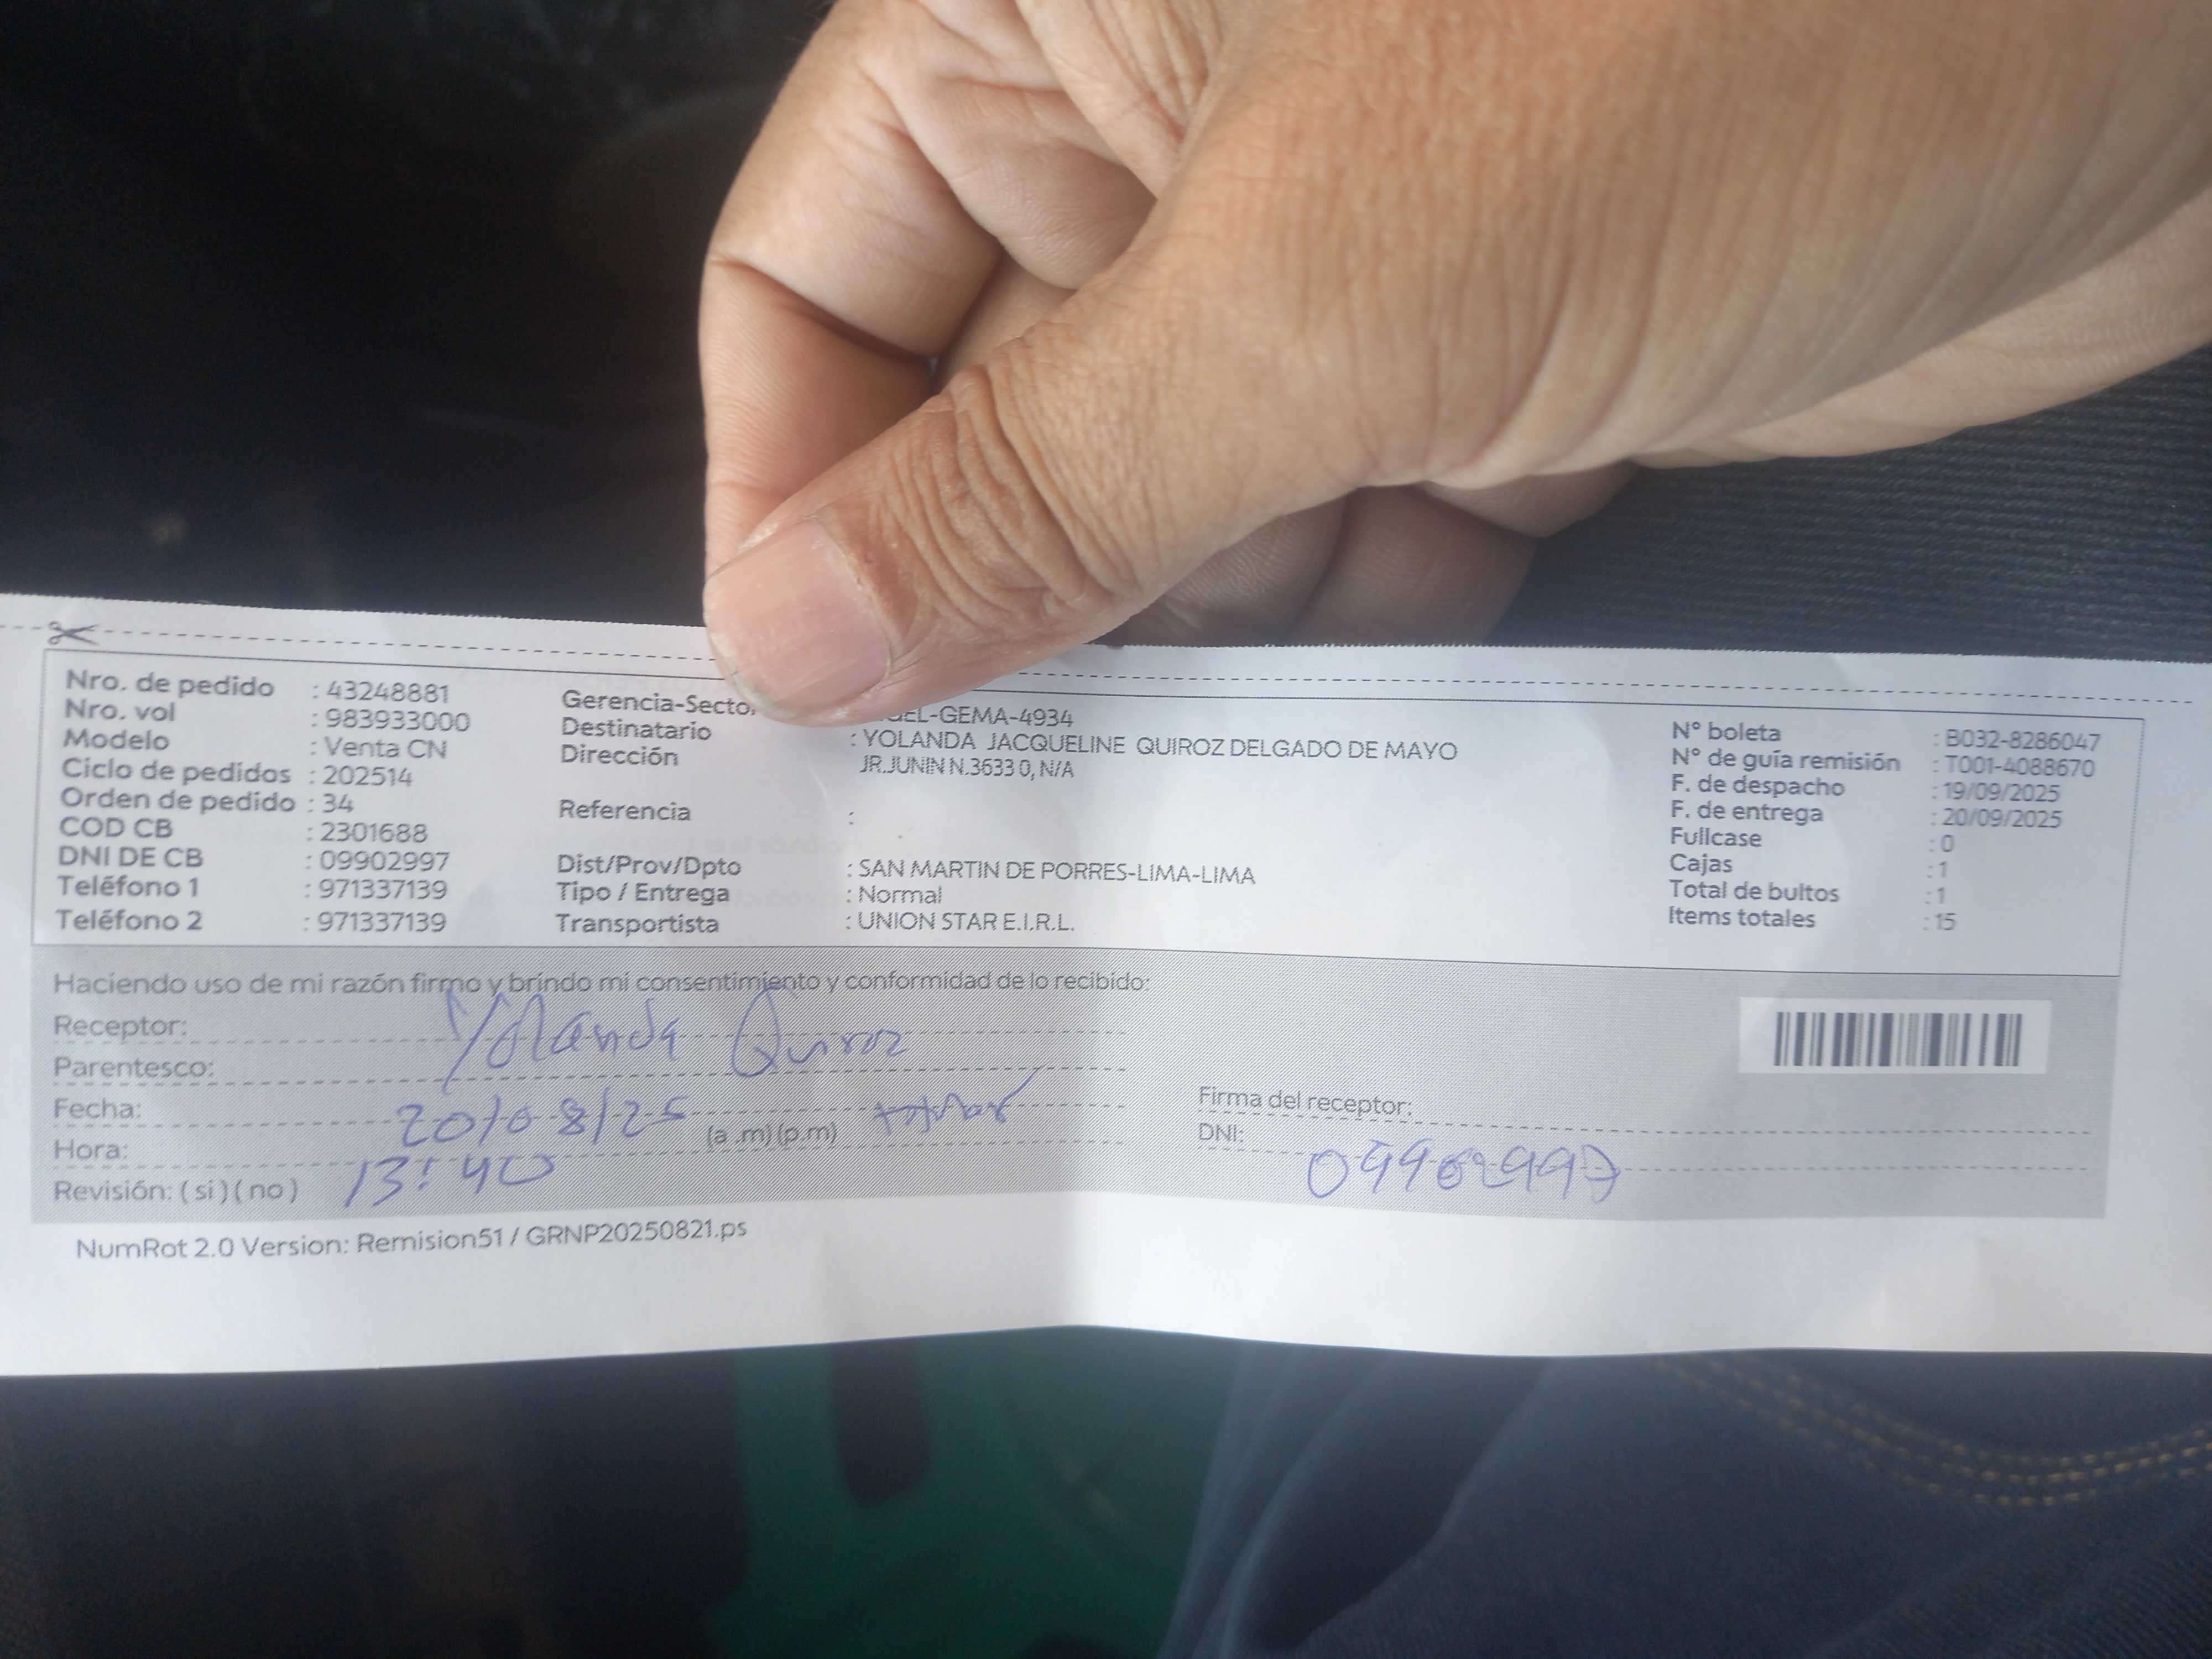 Nro. de pedido : 43248881
Nro. vol : 983933000
Modelo : Venta CN
Ciclo de pedidos : 202514
Orden de pedido : 34
COD CB : 2301688
DNI DE CB : 09902997
Teléfono 1 : 971337139
Teléfono 2 : 971337139
Gerencia-Secto GEL-GEMA-4934
Destinatario : YOLANDA JACQUELINE QUIROZ DELGADO DE MAYO
Dirección JR.JUNIN N.3633 0, N/A
Referencia :
Dist/Prov/Dpto : SAN MARTIN DE PORRES-LIMA-LIMA
Tipo / Entrega : Normal
Transportista : UNION STAR E.I.R.L.
N° boleta : B032-8286047
N° de guía remisión : T001-4088670
F. de despacho : 19/09/2025
F. de entrega : 20/09/2025
Fullcase : 0
Cajas : 1
Total de bultos : 1
Items totales : 15
Haciendo uso de mi razón firmo y brindo mi consentimiento y conformidad de lo recibido:
Receptor: Yolanda Quiroz
Parentesco:
Fecha: 20/08/25
Hora: 13:40 (a .m) (p.m)
Revisión: ( si ) ( no )
Firma del receptor:
DNI: 09902997
NumRot 2.0 Version: Remision51 / GRNP20250821.ps